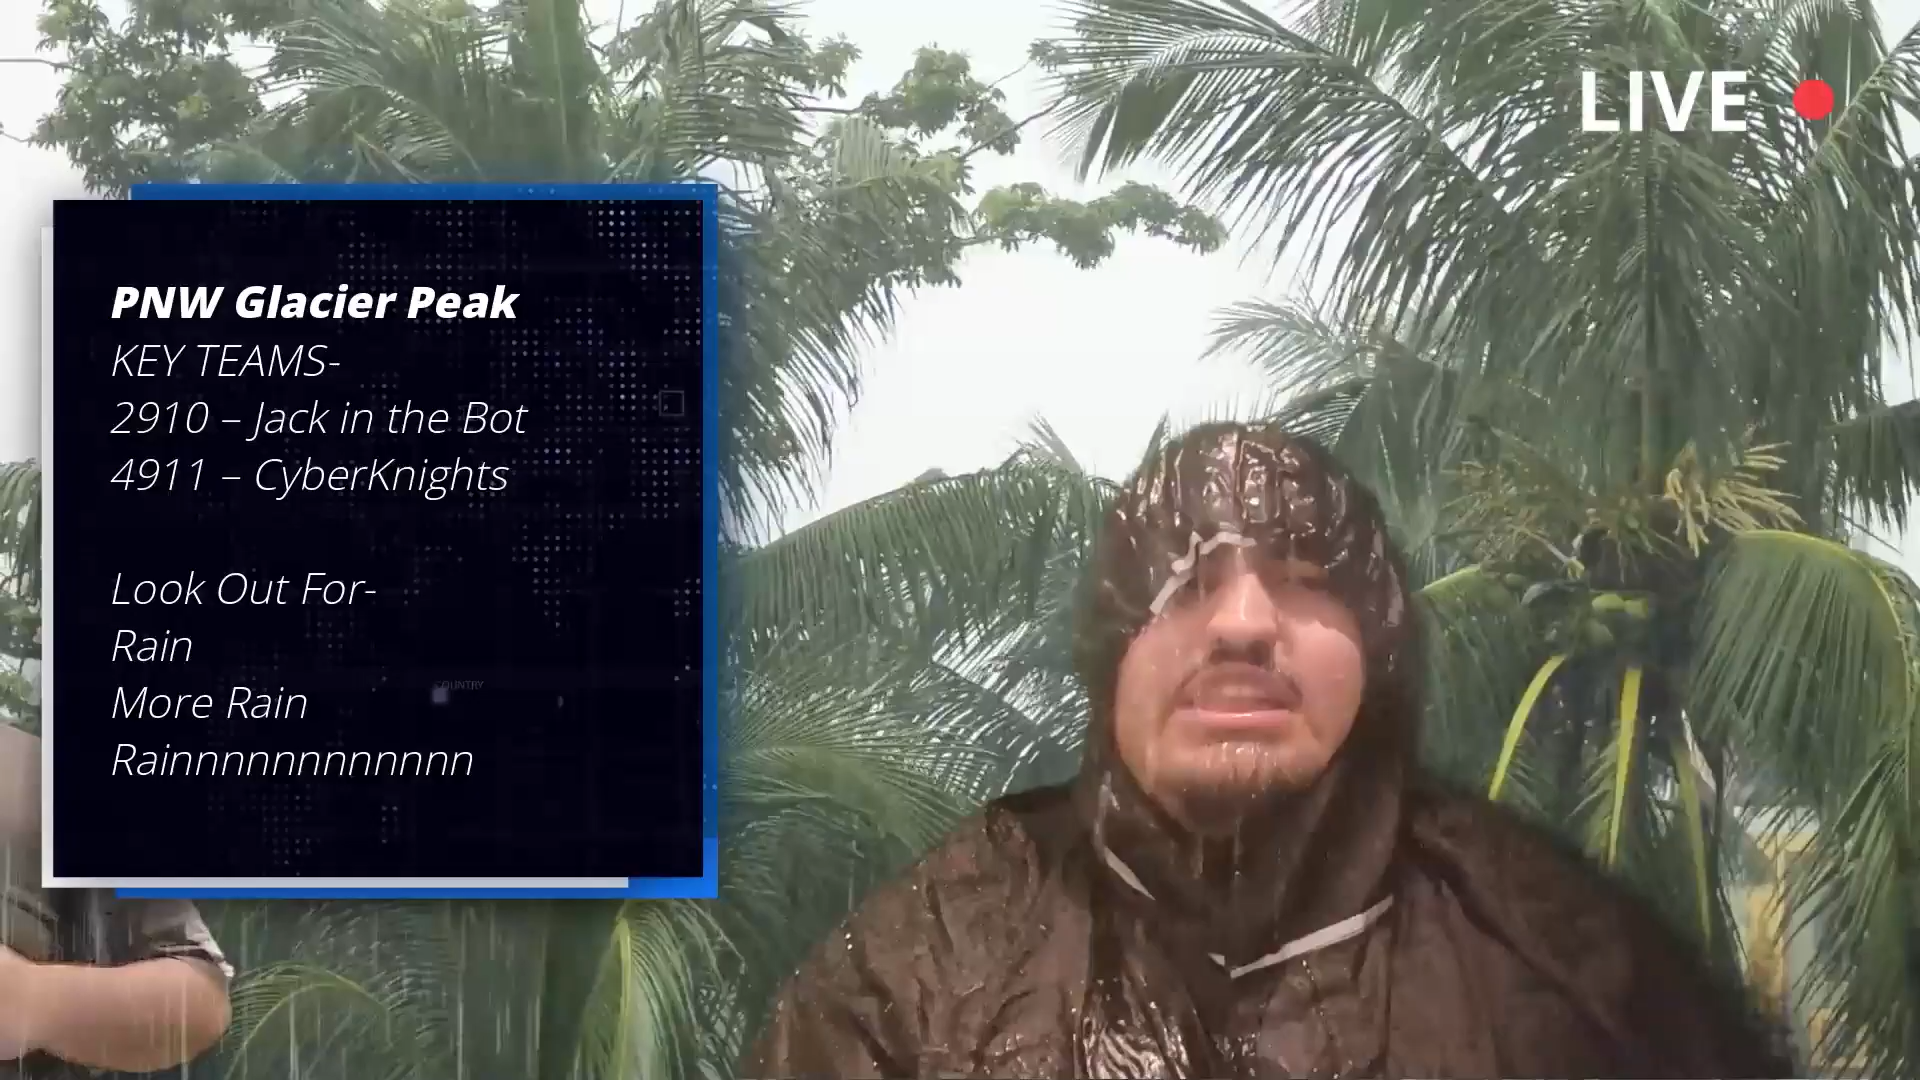 LIVE
PNW Glacier Peak
KEY TEAMS-
2910 – Jack in the Bot
4911 – CyberKnights
Look Out For-
Rain
More Rain
Rainnnnnnnnnnnn
COUNTRY